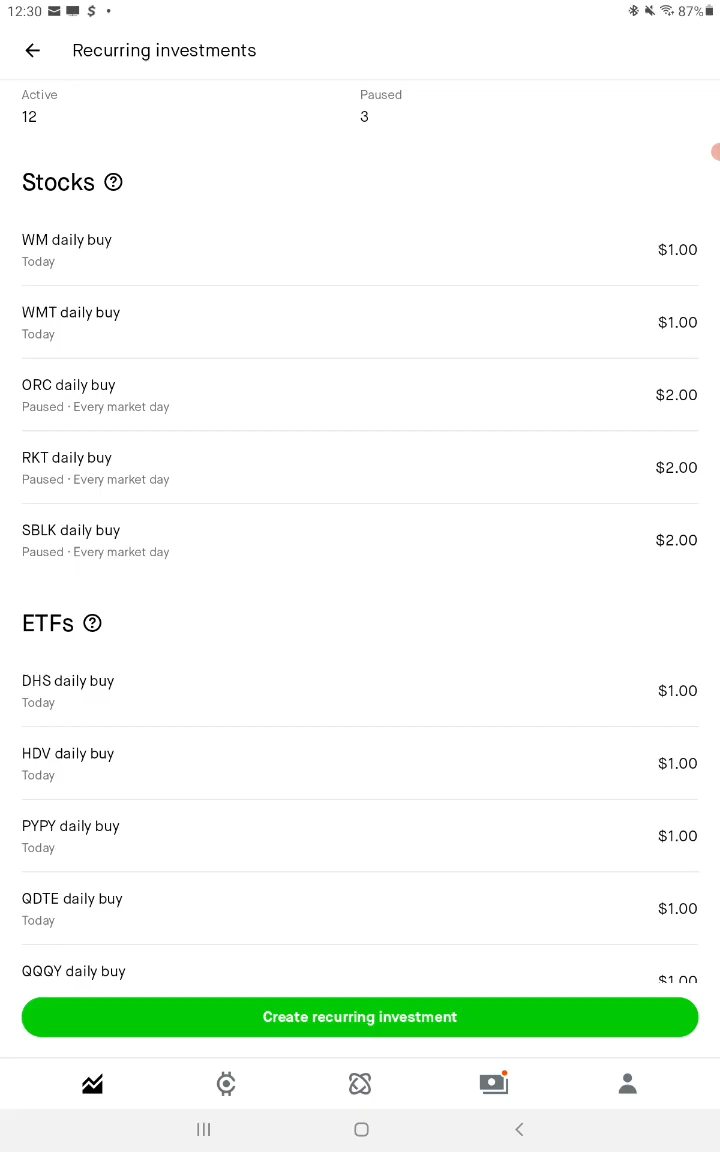 12:30
87%
Recurring investments
Active
Paused
12
3
Stocks
WM daily buy
$1.00
Today
WMT daily buy
$1.00
Today
ORC daily buy
$2.00
Paused · Every market day
RKT daily buy
$2.00
Paused · Every market day
SBLK daily buy
$2.00
Paused · Every market day
ETFs
DHS daily buy
$1.00
Today
HDV daily buy
$1.00
Today
PYPY daily buy
$1.00
Today
QDTE daily buy
$1.00
Today
QQQY daily buy
$1.00
Create recurring investment